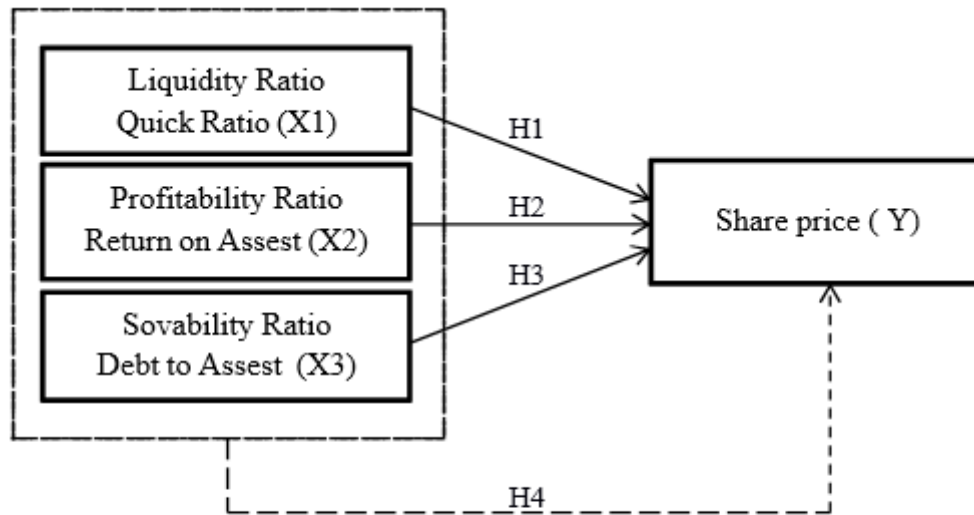 Liquidity Ratio
Quick Ratio (X1)
Profitability Ratio
Return on Assest (X2)
Sovability Ratio
Debt to Assest (X3)
H1
H2
H3
Share price ( Y)
H4